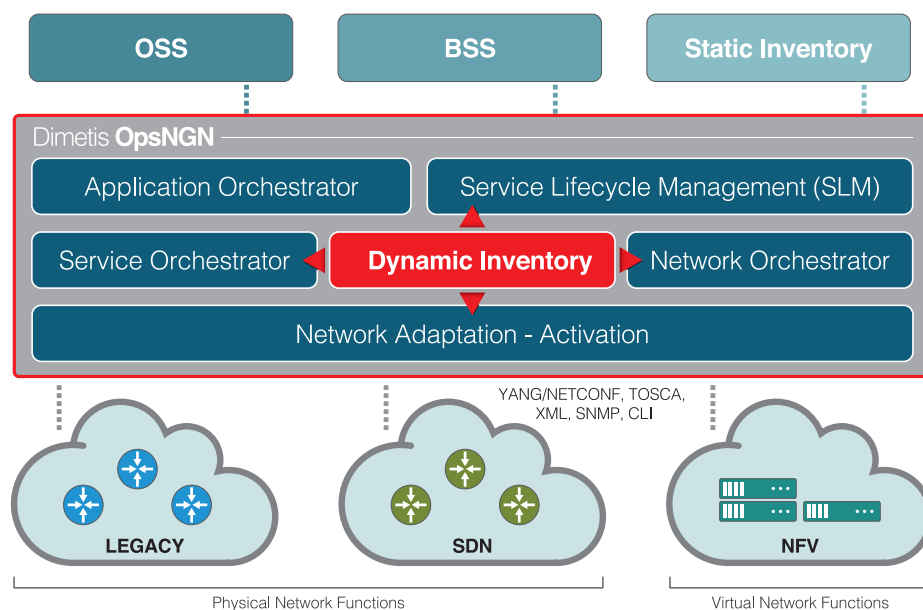 OSS
BSS
Static Inventory
Dimetis OpsNGN
Application Orchestrator
Service Lifecycle Management (SLM)
Service Orchestrator
Dynamic Inventory
Network Orchestrator
Network Adaptation - Activation
YANG/NETCONF, TOSCA,
XML, SNMP, CLI
LEGACY
SDN
NFV
Physical Network Functions
Virtual Network Functions